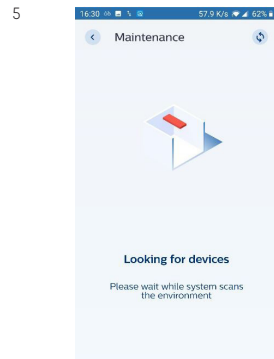 5
16:30 57.9 K/s 62%
Maintenance
Looking for devices
Please wait while system scans
the environment